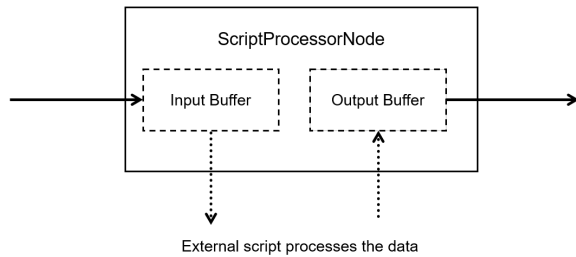 ScriptProcessorNode
Input Buffer
Output Buffer
External script processes the data